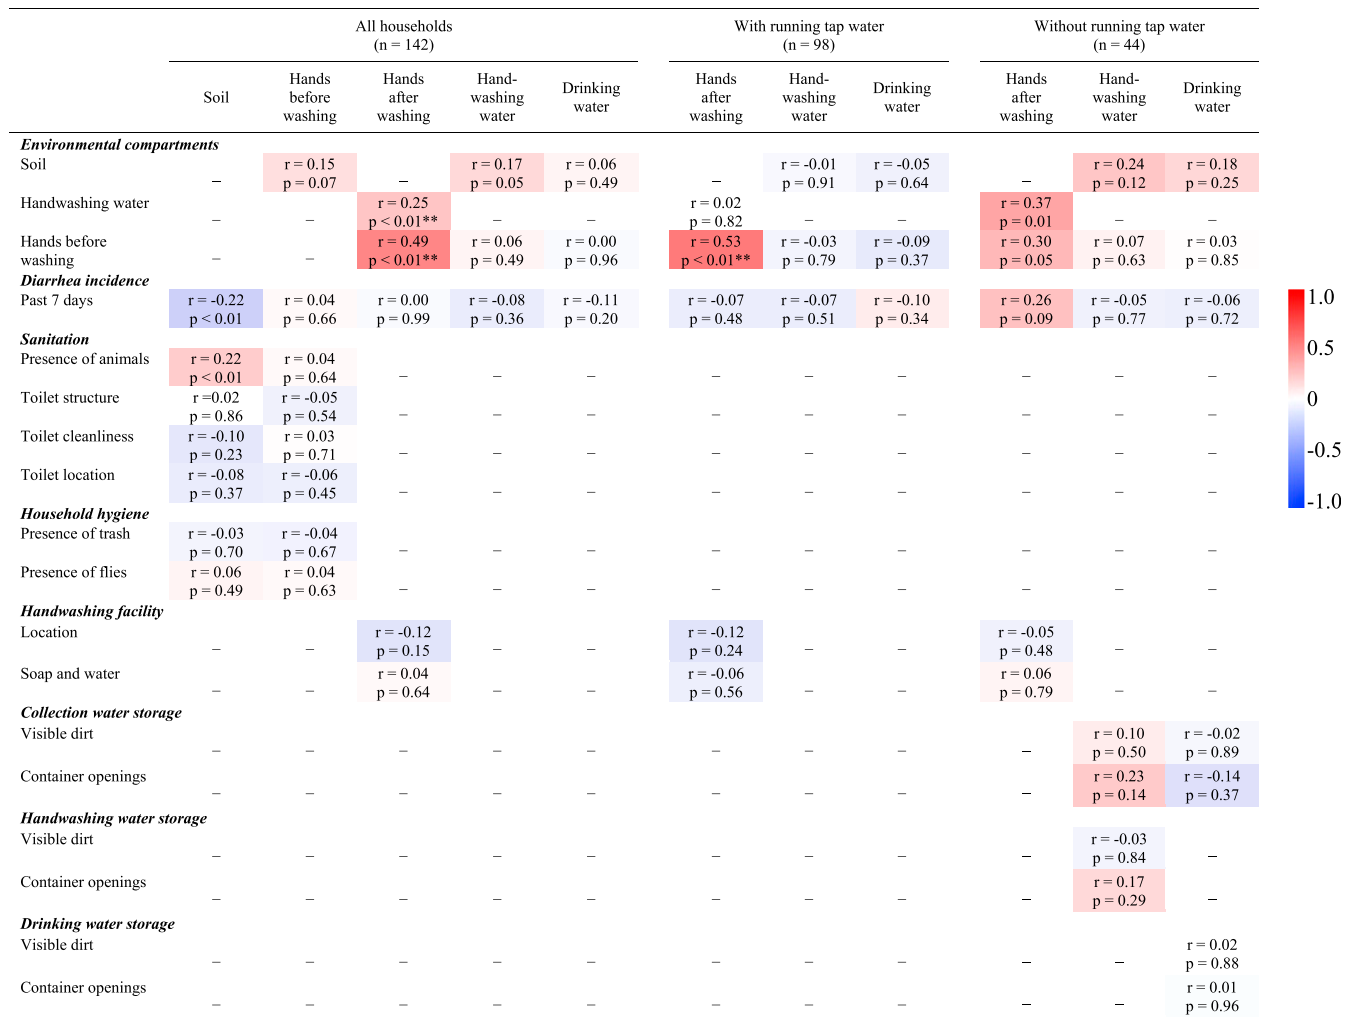 All households With running tap water Without running tap water
(n = 142) (n = 98) (n = 44)
Soil Hands before washing Hands after washing Hand-washing water Drinking water Hands after washing Hand-washing water Drinking water Hands after washing Hand-washing water Drinking water
Environmental compartments
Soil r = 0.15 r = 0.17 r = 0.06 r = -0.01 r = -0.05 r = 0.24 r = 0.18
– p = 0.07 – p = 0.05 p = 0.49 – p = 0.91 p = 0.64 – p = 0.12 p = 0.25
Handwashing water r = 0.25 r = 0.02 r = 0.37
– – p < 0.01** – – p = 0.82 – – p = 0.01 – –
Hands before r = 0.49 r = 0.06 r = 0.00 r = 0.53 r = -0.03 r = -0.09 r = 0.30 r = 0.07 r = 0.03
washing – – p < 0.01** p = 0.49 p = 0.96 p < 0.01** p = 0.79 p = 0.37 p = 0.05 p = 0.63 p = 0.85
Diarrhea incidence
Past 7 days r = -0.22 r = 0.04 r = 0.00 r = -0.08 r = -0.11 r = -0.07 r = -0.07 r = -0.10 r = 0.26 r = -0.05 r = -0.06
p < 0.01 p = 0.66 p = 0.99 p = 0.36 p = 0.20 p = 0.48 p = 0.51 p = 0.34 p = 0.09 p = 0.77 p = 0.72
Sanitation
Presence of animals r = 0.22 r = 0.04
p < 0.01 p = 0.64 – – – – – – – – –
Toilet structure r =0.02 r = -0.05
p = 0.86 p = 0.54 – – – – – – – – –
Toilet cleanliness r = -0.10 r = 0.03
p = 0.23 p = 0.71 – – – – – – – – –
Toilet location r = -0.08 r = -0.06
p = 0.37 p = 0.45 – – – – – – – – –
Household hygiene
Presence of trash r = -0.03 r = -0.04
p = 0.70 p = 0.67 – – – – – – – – –
Presence of flies r = 0.06 r = 0.04
p = 0.49 p = 0.63 – – – – – – – – –
Handwashing facility
Location r = -0.12 r = -0.12 r = -0.05
– – p = 0.15 – – p = 0.24 – – p = 0.48 – –
Soap and water r = 0.04 r = -0.06 r = 0.06
– – p = 0.64 – – p = 0.56 – – p = 0.79 – –
Collection water storage
Visible dirt r = 0.10 r = -0.02
– – – – – – – – – p = 0.50 p = 0.89
Container openings r = 0.23 r = -0.14
– – – – – – – – – p = 0.14 p = 0.37
Handwashing water storage
Visible dirt r = -0.03
– – – – – – – – – p = 0.84 –
Container openings r = 0.17
– – – – – – – – – p = 0.29 –
Drinking water storage
Visible dirt r = 0.02
– – – – – – – – – – p = 0.88
Container openings r = 0.01
– – – – – – – – – – p = 0.96
1.0
0.5
0
-0.5
-1.0